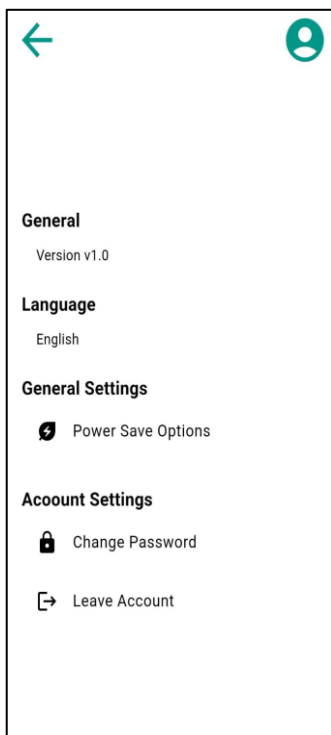 General
Version v1.0
Language
English
General Settings
Power Save Options
Acoount Settings
Change Password
Leave Account